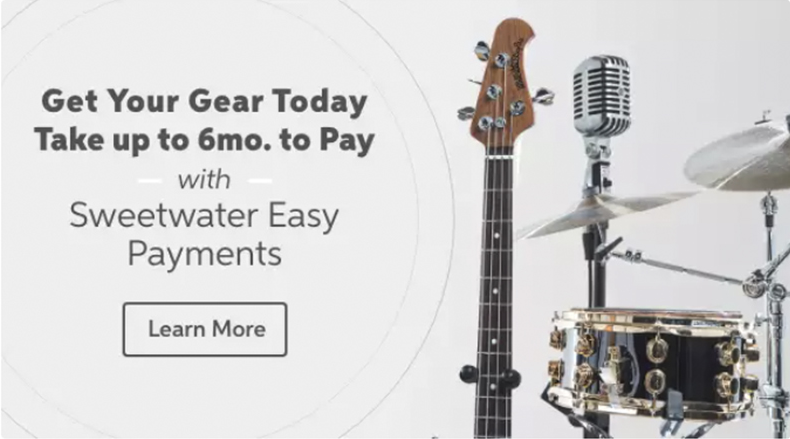 Get Your Gear Today
Take up to 6mo. to Pay
with
Sweetwater Easy
Payments
Learn More